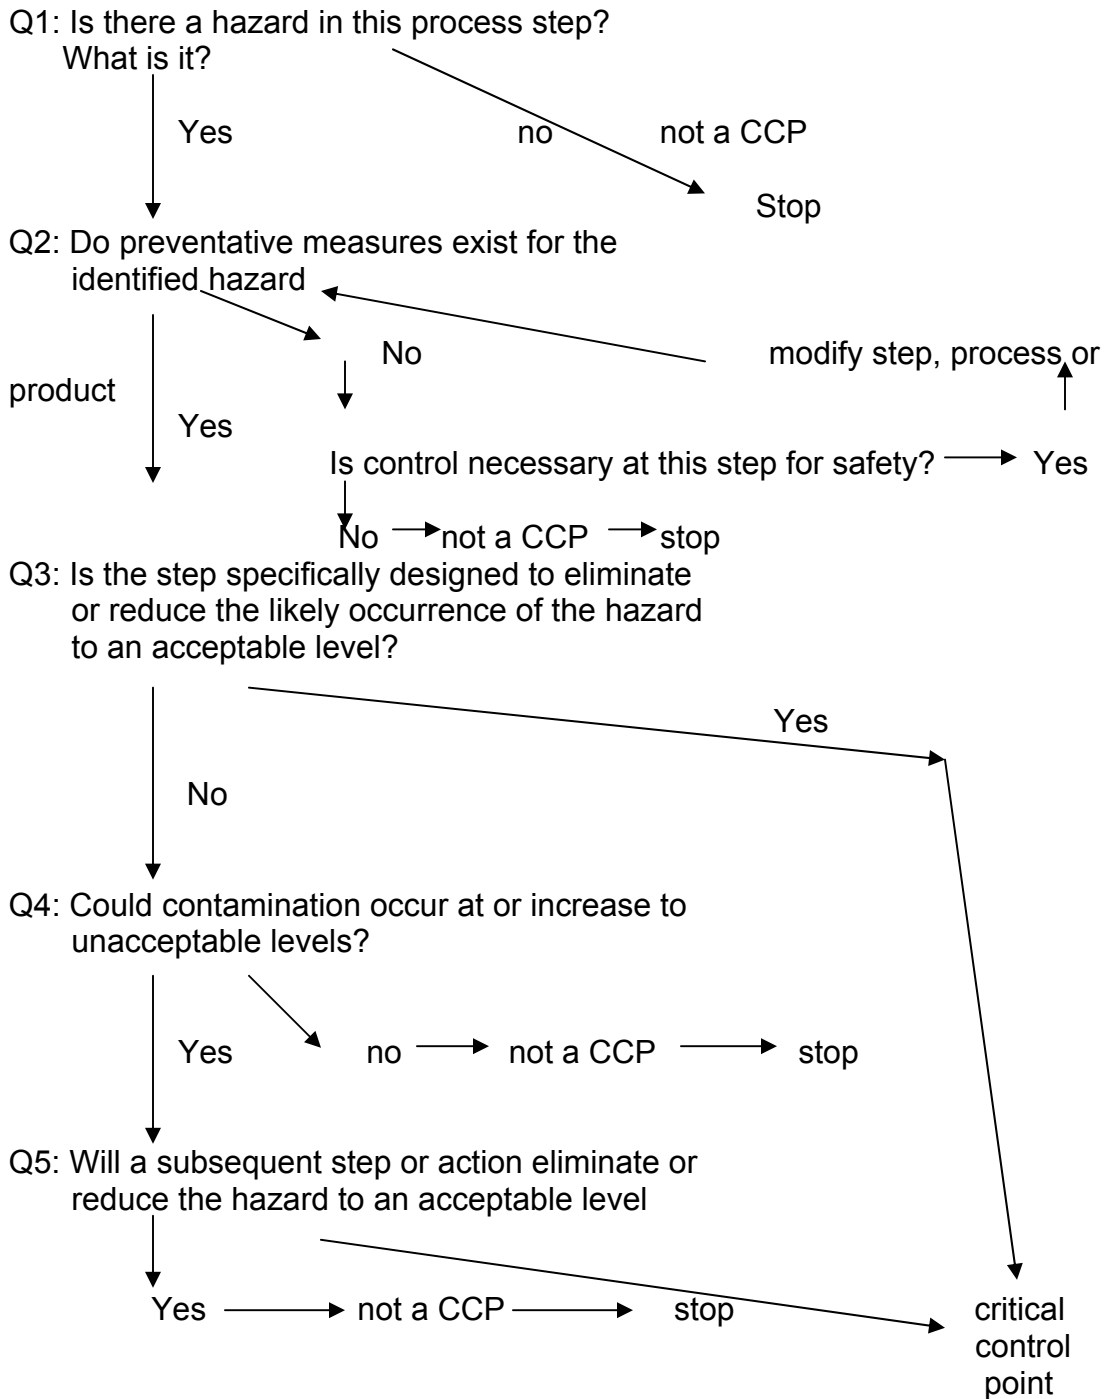 Q1: Is there a hazard in this process step?
What is it?
Yes no not a CCP
Stop
Q2: Do preventative measures exist for the
identified hazard
No modify step, process or
product
Yes
Is control necessary at this step for safety? Yes
No not a CCP stop
Q3: Is the step specifically designed to eliminate
or reduce the likely occurrence of the hazard
to an acceptable level?
Yes
No
Q4: Could contamination occur at or increase to
unacceptable levels?
Yes no not a CCP stop
Q5: Will a subsequent step or action eliminate or
reduce the hazard to an acceptable level
Yes not a CCP stop critical
control
point